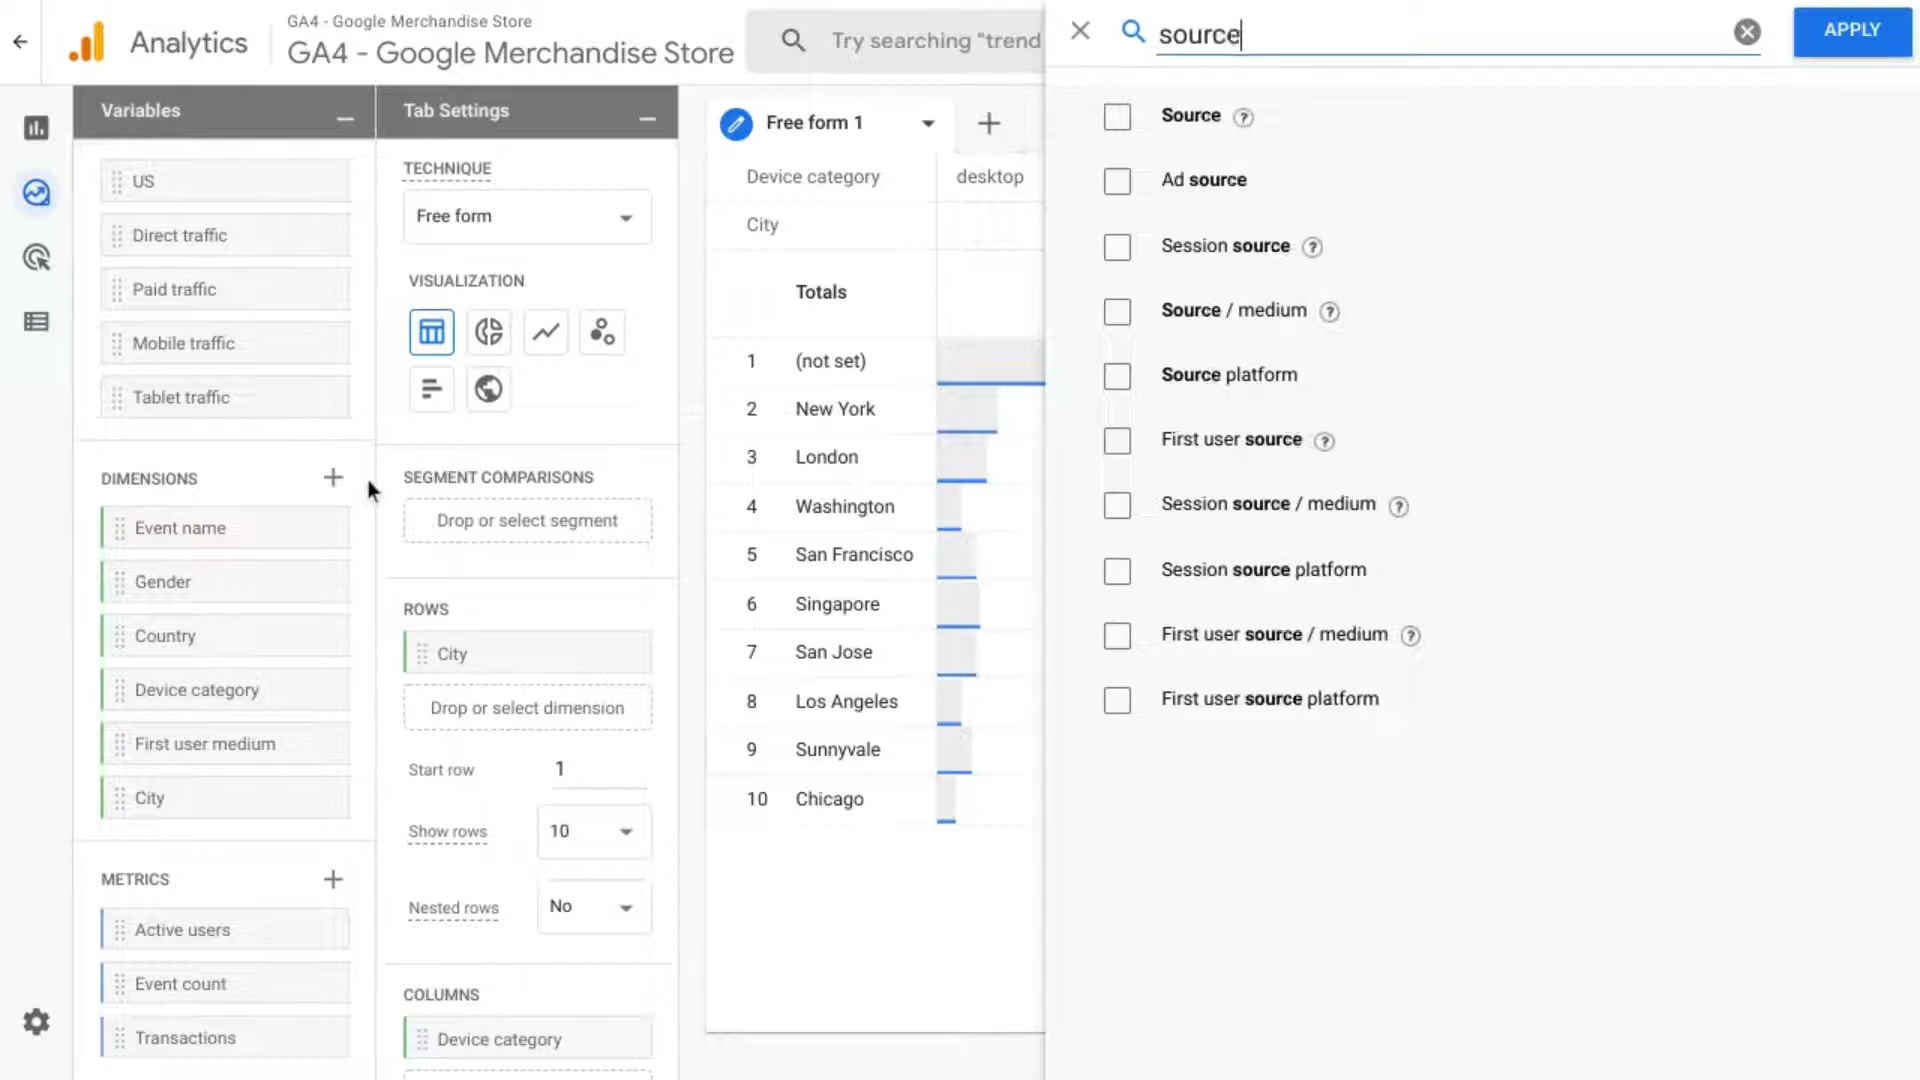 Analytics
GA4 - Google Merchandise Store
GA4 - Google Merchandise Store
Try searching "trend
source
APPLY
Variables
US
Direct traffic
Paid traffic
Mobile traffic
Tablet traffic
DIMENSIONS
Event name
Gender
Country
Device category
First user medium
City
METRICS
Active users
Event count
Transactions
Tab Settings
TECHNIQUE
Free form
VISUALIZATION
SEGMENT COMPARISONS
Drop or select segment
ROWS
City
Drop or select dimension
Start row 1
Show rows 10
Nested rows No
COLUMNS
Device category
Free form 1
Device category desktop
City
Totals
1 (not set)
2 New York
3 London
4 Washington
5 San Francisco
6 Singapore
7 San Jose
8 Los Angeles
9 Sunnyvale
10 Chicago
Source ?
Ad source
Session source ?
Source / medium ?
Source platform
First user source ?
Session source / medium ?
Session source platform
First user source / medium ?
First user source platform